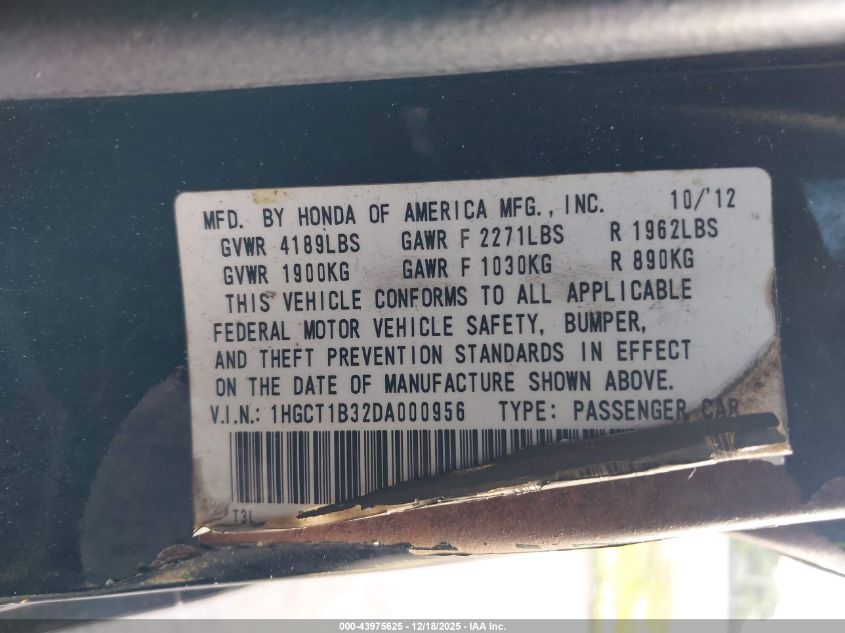 MFD. BY HONDA OF AMERICA MFG., INC. 10/'12
GVWR 4189LBS GAWR F 2271LBS R 1962LBS
GVWR 1900KG GAWR F 1030KG R 890KG
THIS VEHICLE CONFORMS TO ALL APPLICABLE
FEDERAL MOTOR VEHICLE SAFETY, BUMPER,
AND THEFT PREVENTION STANDARDS IN EFFECT
ON THE DATE OF MANUFACTURE SHOWN ABOVE.
V.I.N.: 1HGCT1B32DA000956 TYPE: PASSENGER CAR
T3L
000-43975625 - 12/18/2025 - IAA Inc.